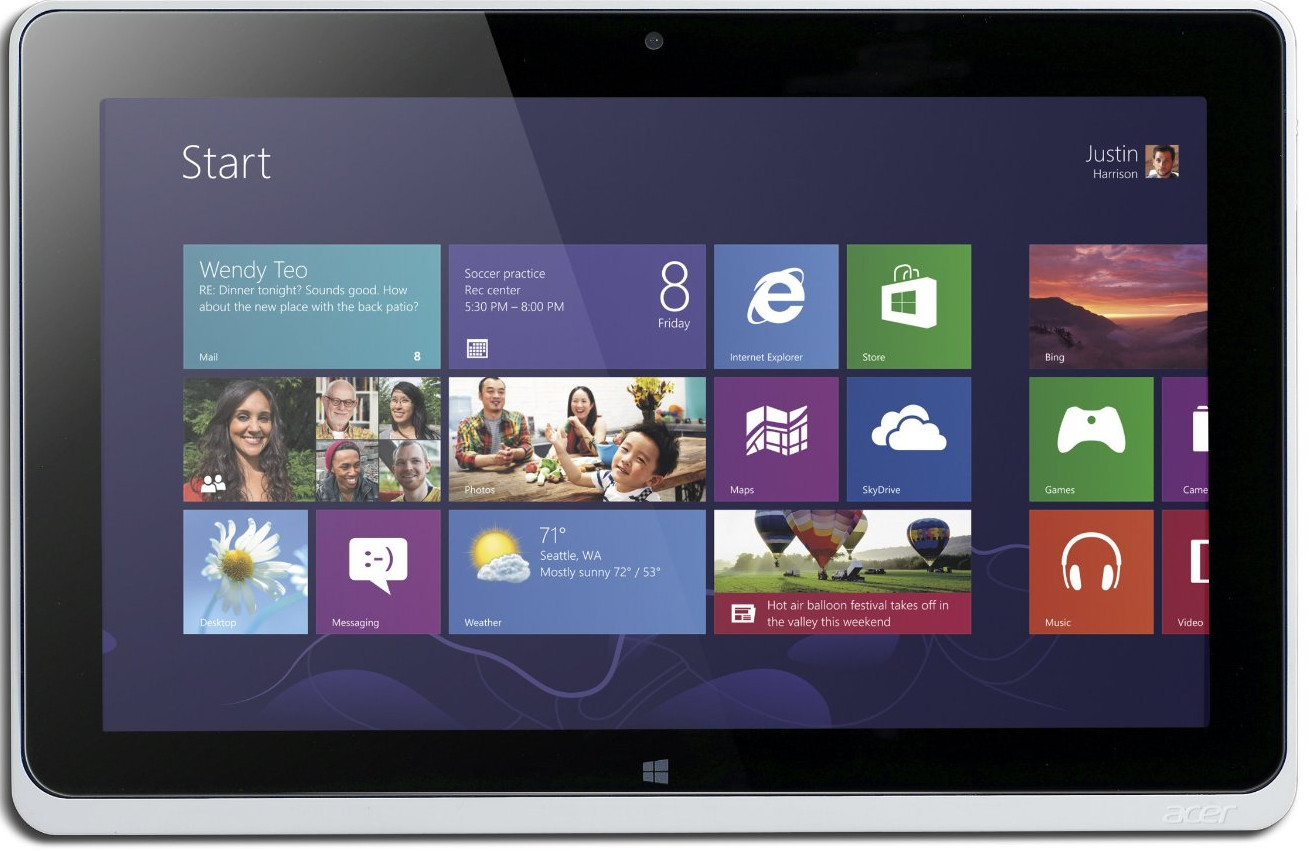 Start
Justin
Harrison
Wendy Teo
RE: Dinner tonight? Sounds good. How
about the new place with the back patio?
Mail
8
Soccer practice
Rec center
5:30 PM – 8:00 PM
8
Friday
Internet Explorer
Store
Bing
Photos
Maps
SkyDrive
Games
Came
Desktop
:-)
Messaging
71°
Seattle, WA
Mostly sunny 72° / 53°
Weather
Hot air balloon festival takes off in
the valley this weekend
Music
Video
acer